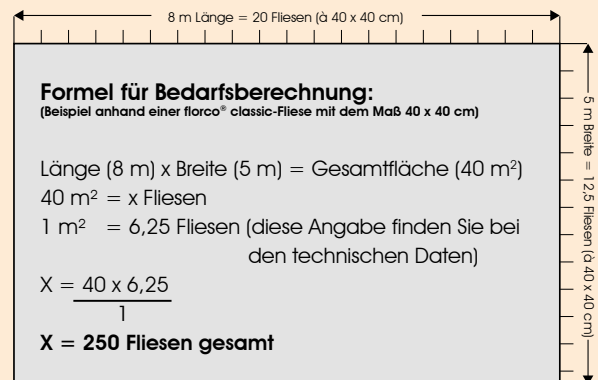 8 m Länge = 20 Fliesen (à 40 x 40 cm)
Formel für Bedarfsberechnung:
(Beispiel anhand einer florco® classic-Fliese mit dem Maß 40 x 40 cm)
Länge (8 m) x Breite (5 m) = Gesamtfläche (40 m²)
40 m² = x Fliesen
1 m² = 6,25 Fliesen (diese Angabe finden Sie bei
den technischen Daten)
X = 40 x 6,25
1
X = 250 Fliesen gesamt
5 m Breite = 12,5 Fliesen (à 40 x 40 cm)